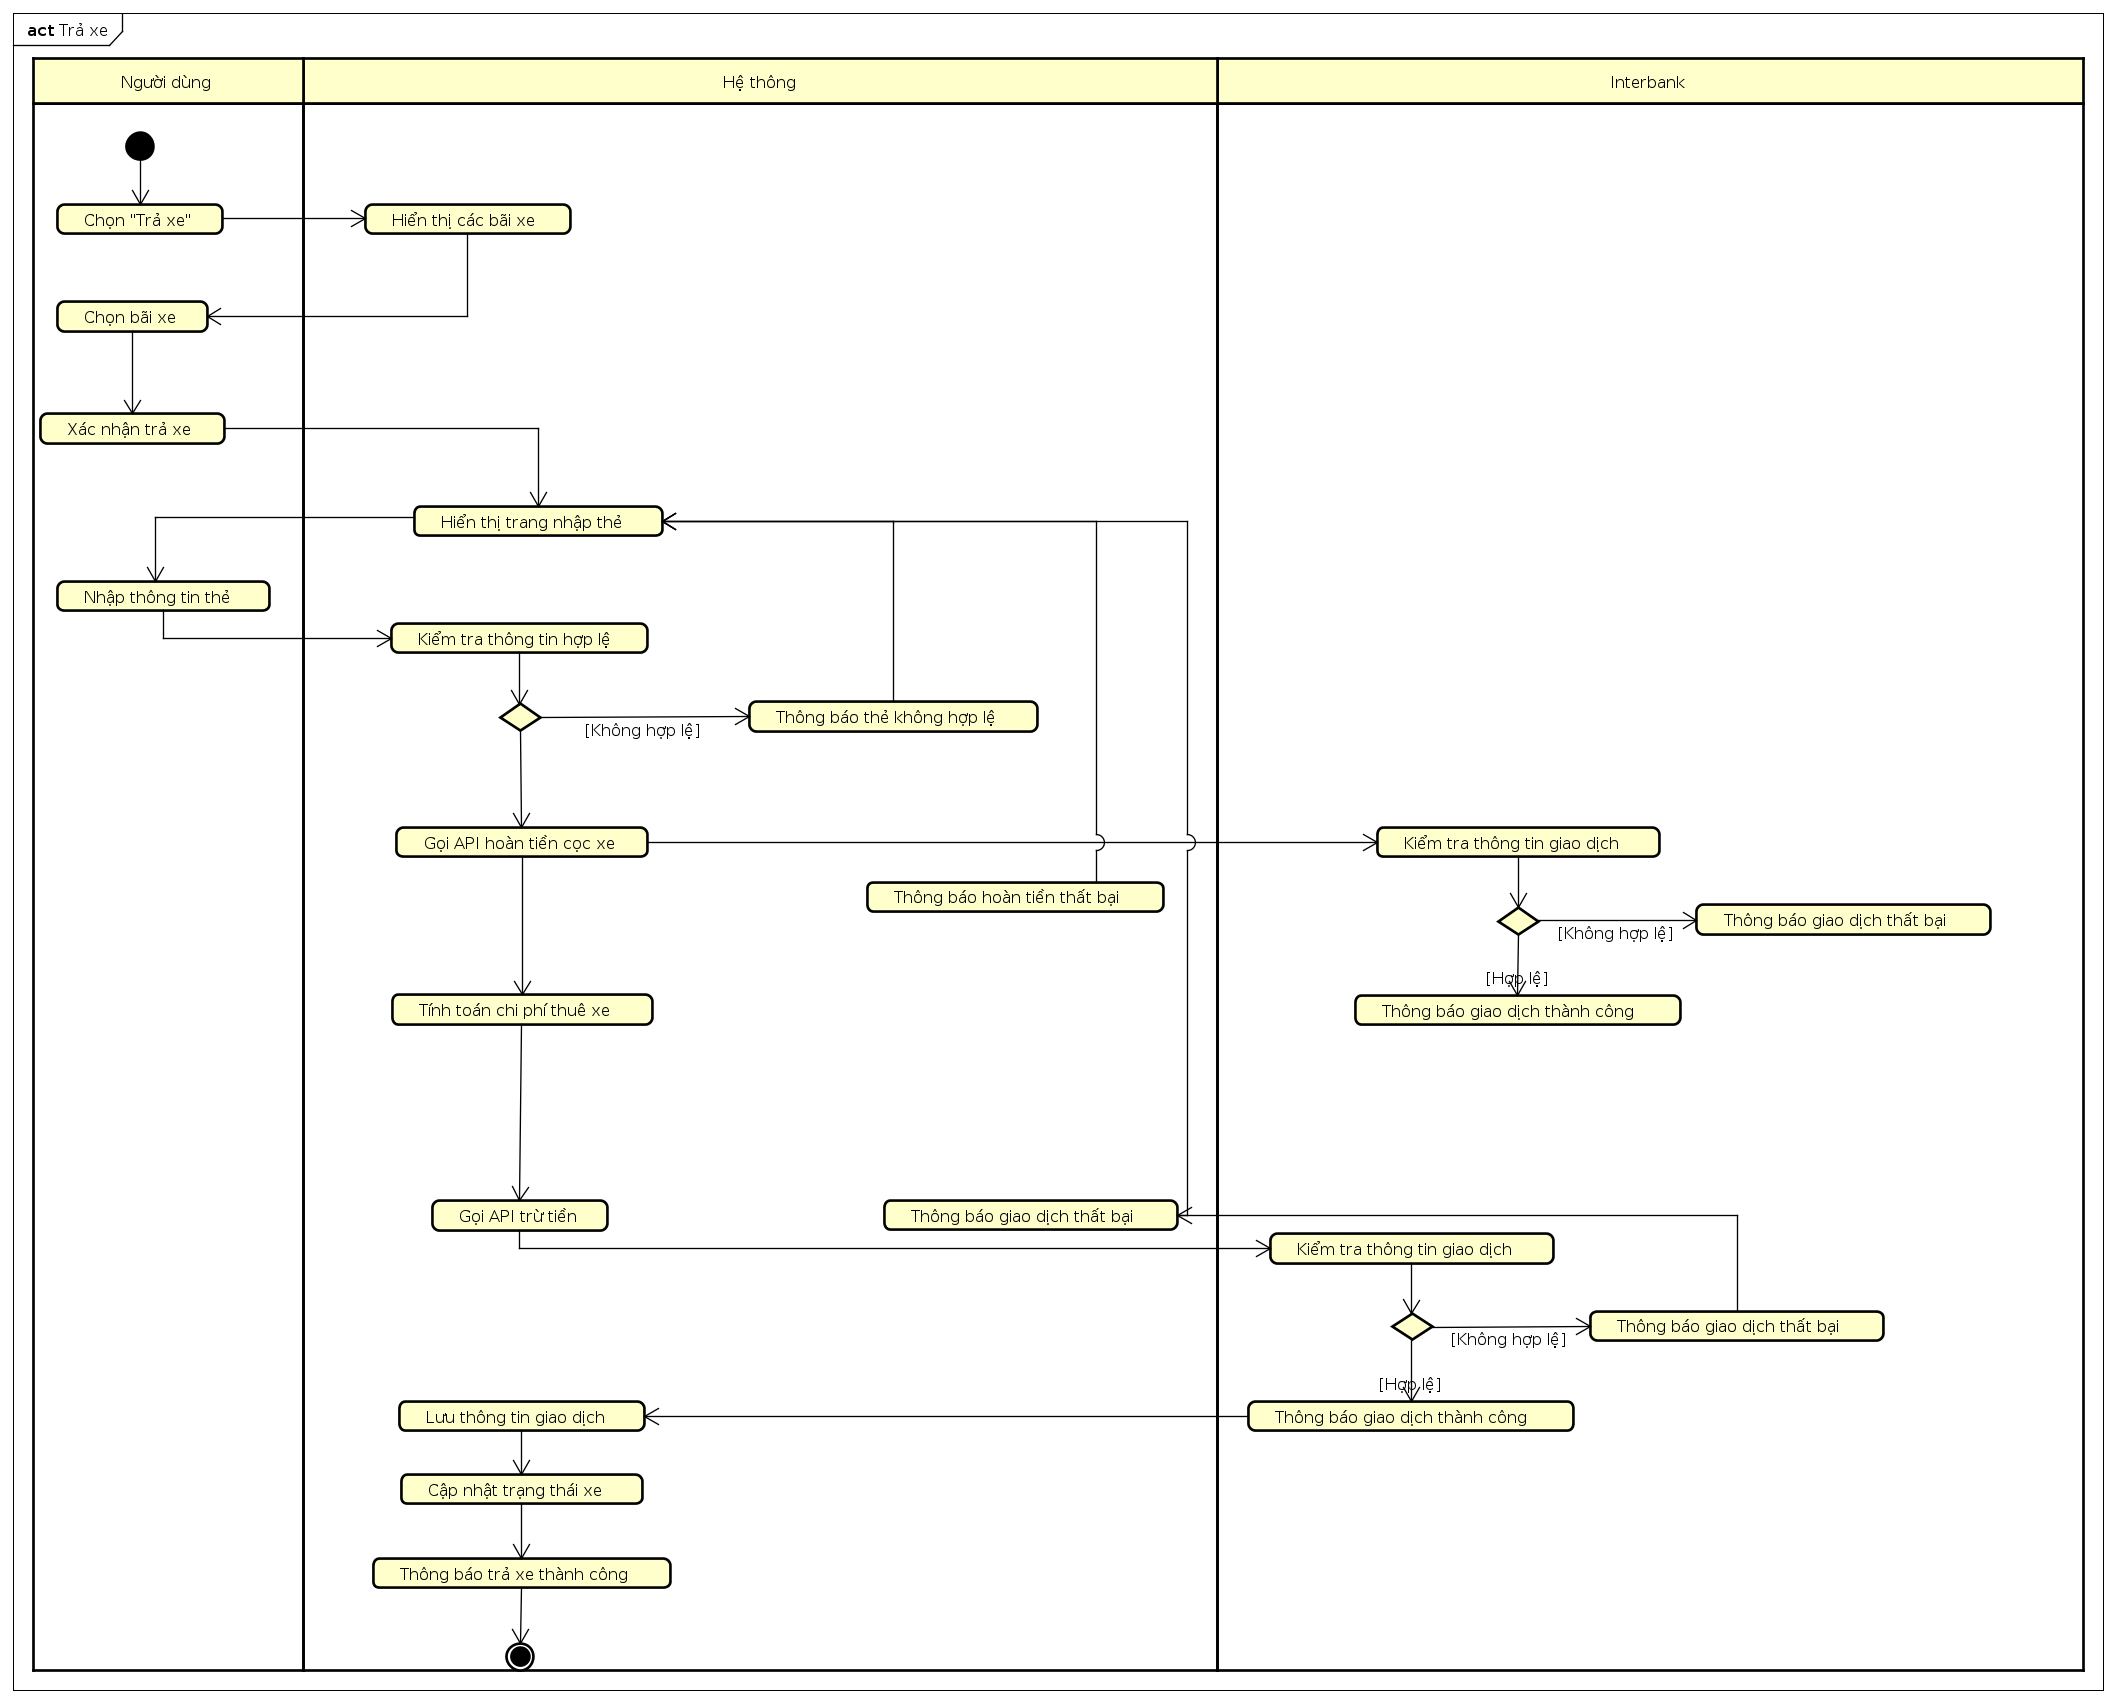 act Trả xe
Người dùng
Hệ thông
Interbank
Chọn "Trả xe"
Hiển thị các bãi xe
Chọn bãi xe
Xác nhận trả xe
Hiển thị trang nhập thẻ
Nhập thông tin thẻ
Kiểm tra thông tin hợp lệ
Thông báo thẻ không hợp lệ
[Không hợp lệ]
Gọi API hoàn tiền cọc xe
Kiểm tra thông tin giao dịch
Thông báo hoàn tiền thất bại
Thông báo giao dịch thất bại
[Không hợp lệ]
[Hợp lệ]
Tính toán chi phí thuê xe
Thông báo giao dịch thành công
Gọi API trừ tiền
Thông báo giao dịch thất bại
Kiểm tra thông tin giao dịch
Thông báo giao dịch thất bại
[Không hợp lệ]
[Hợp lệ]
Lưu thông tin giao dịch
Thông báo giao dịch thành công
Cập nhật trạng thái xe
Thông báo trả xe thành công